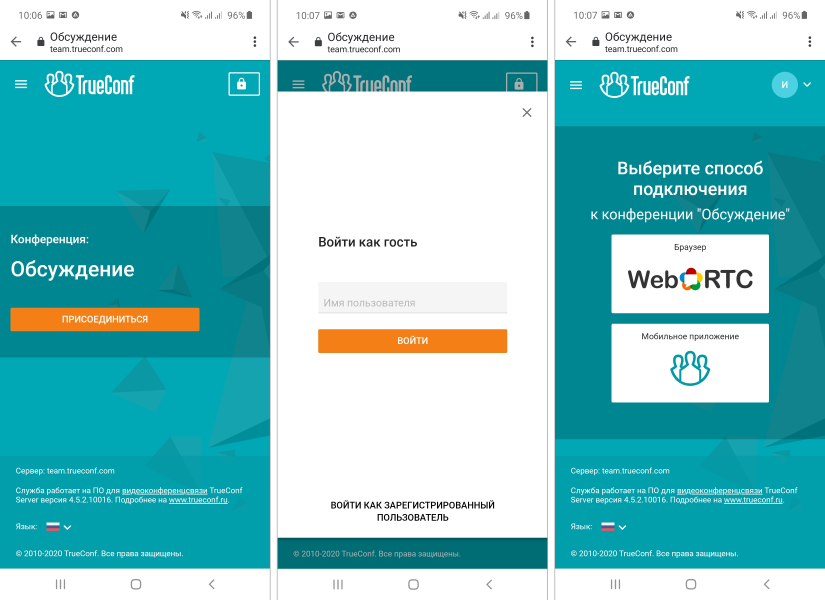 10:06
96%
Обсуждение
team.trueconf.com
TrueConf
Конференция:
Обсуждение
ПРИСОЕДИНИТЬСЯ
Сервер: team.trueconf.com
Служба работает на ПО для видеоконференцсвязи TrueConf
Server версия 4.5.2.10016. Подробнее на www.trueconf.ru.
Язык:
© 2010-2020 TrueConf. Все права защищены.
10:07
96%
Обсуждение
team.trueconf.com
TrueConf
Войти как гость
Имя пользователя
ВОЙТИ
ВОЙТИ КАК ЗАРЕГИСТРИРОВАННЫЙ
ПОЛЬЗОВАТЕЛЬ
© 2010-2020 TrueConf. Все права защищены.
10:07
96%
Обсуждение
team.trueconf.com
TrueConf
И
Выберите способ
подключения
к конференции "Обсуждение"
Браузер
WebRTC
Мобильное приложение
Сервер: team.trueconf.com
Служба работает на ПО для видеоконференцсвязи TrueConf
Server версия 4.5.2.10016. Подробнее на www.trueconf.ru.
Язык:
© 2010-2020 TrueConf. Все права защищены.